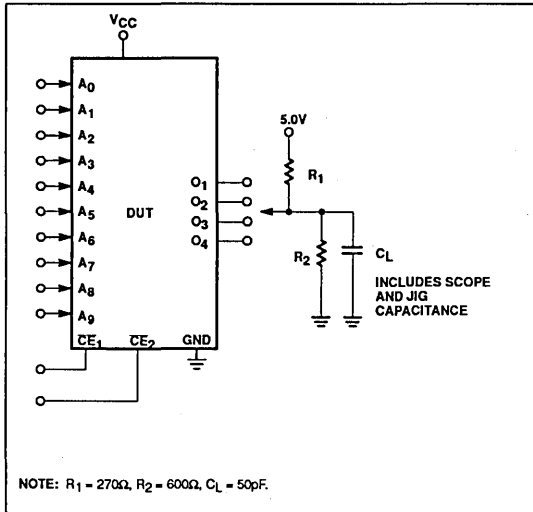 VCC
A0
A1
A2
A3
A4
A5
A6
A7
A8
A9
DUT
O1
O2
O3
O4
CE1
CE2
GND
5.0V
R1
R2
CL
INCLUDES SCOPE
AND JIG
CAPACITANCE
NOTE: R1 = 270Ω, R2 = 600Ω, CL = 50pF.